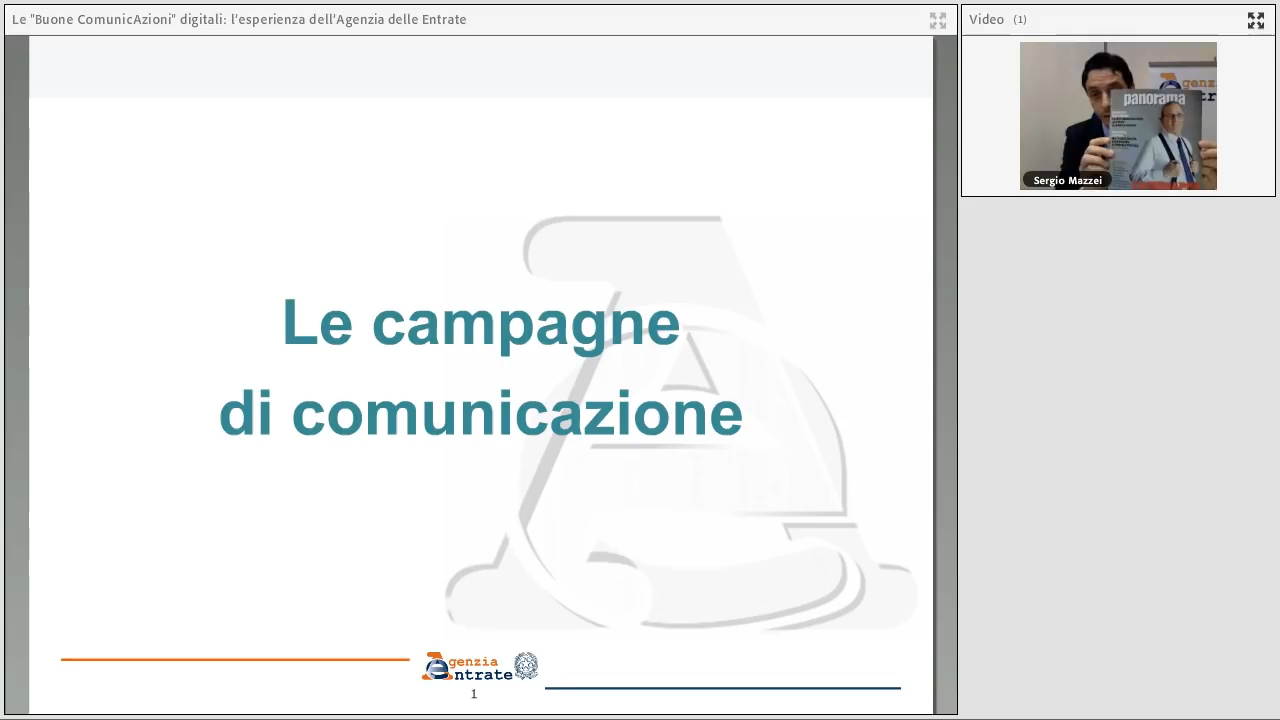 Le "Buone ComunicAzioni" digitali: l'esperienza dell'Agenzia delle Entrate
Video (1)
panorama
Sergio Mazzei
Le campagne
di comunicazione
genzia
ntrate
1